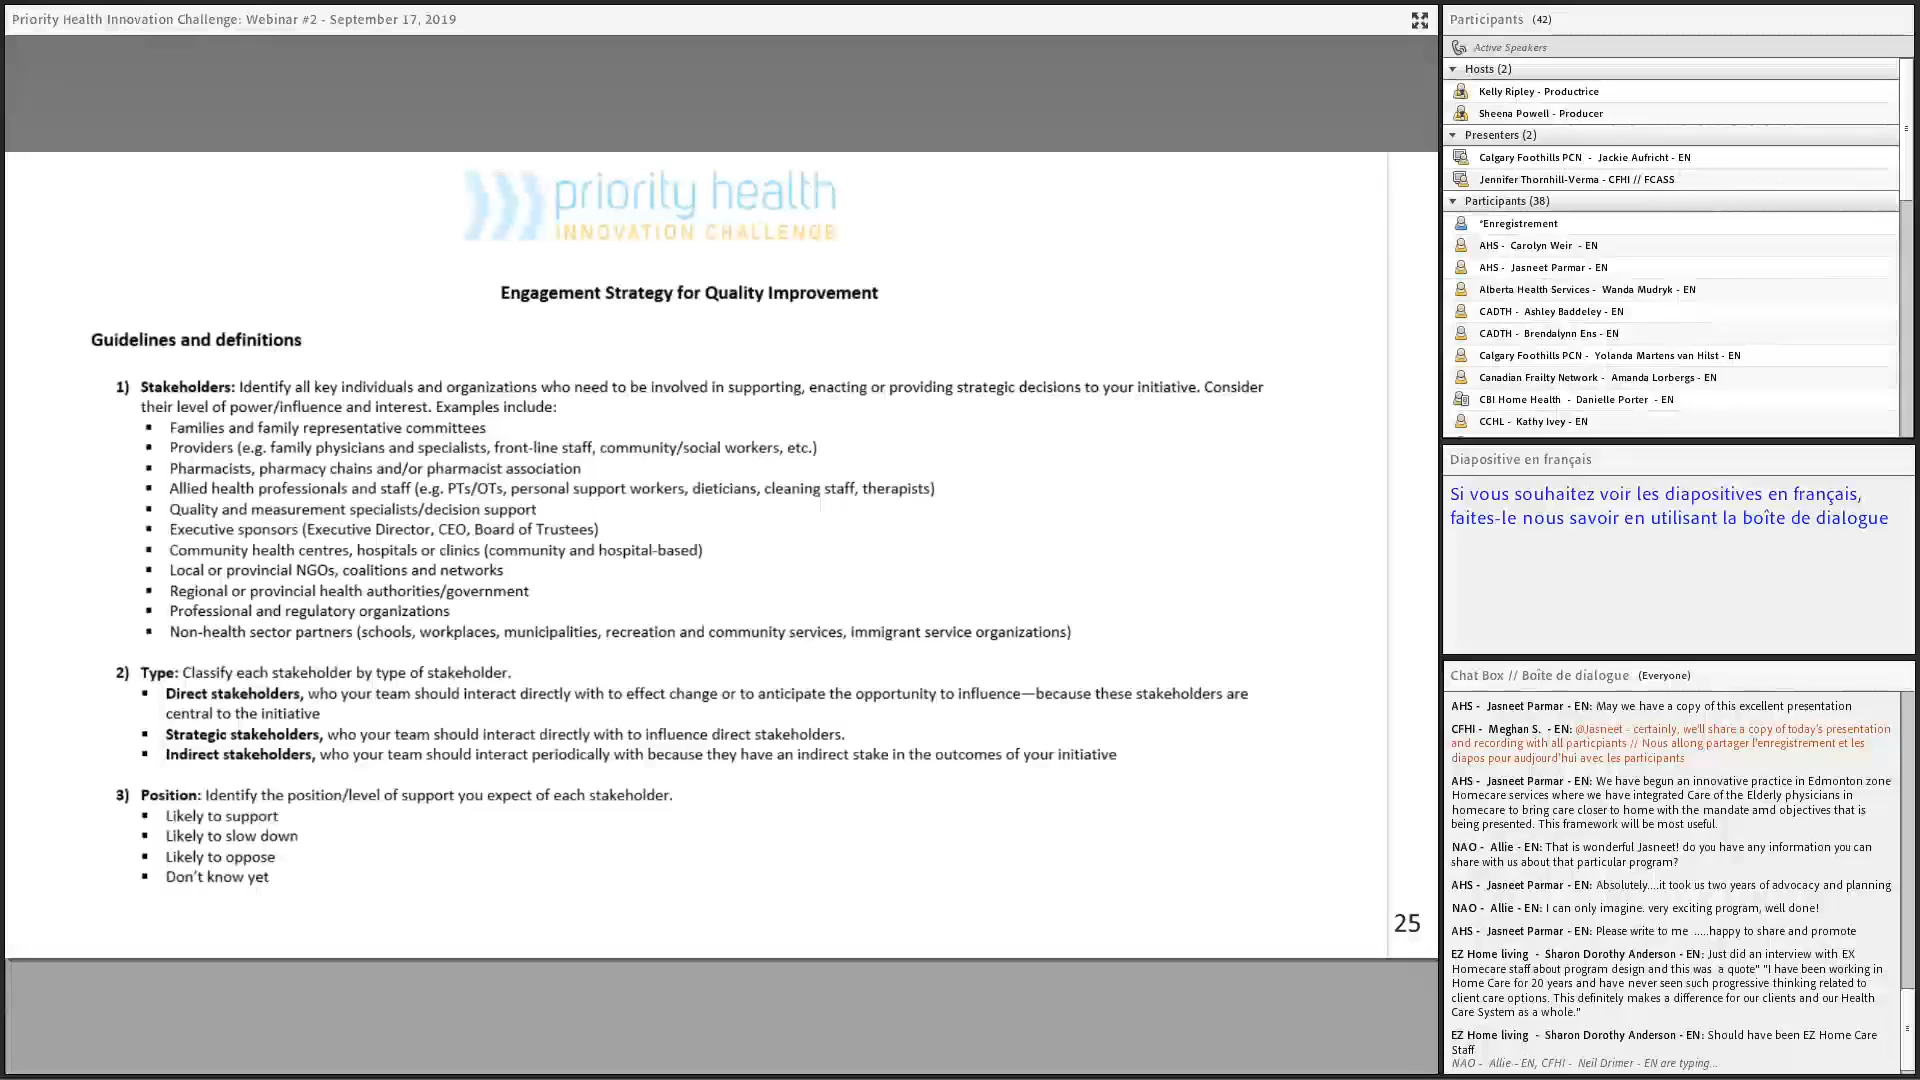 Priority Health Innovation Challenge: Webinar #2 - September 17, 2019
priority health
INNOVATION CHALLENGE
Engagement Strategy for Quality Improvement
Guidelines and definitions
1) Stakeholders: Identify all key individuals and organizations who need to be involved in supporting, enacting or providing strategic decisions to your initiative. Consider
their level of power/influence and interest. Examples include:
▪ Families and family representative committees
▪ Providers (e.g. family physicians and specialists, front-line staff, community/social workers, etc.)
▪ Pharmacists, pharmacy chains and/or pharmacist association
▪ Allied health professionals and staff (e.g. PTs/OTs, personal support workers, dieticians, cleaning staff, therapists)
▪ Quality and measurement specialists/decision support
▪ Executive sponsors (Executive Director, CEO, Board of Trustees)
▪ Community health centres, hospitals or clinics (community and hospital-based)
▪ Local or provincial NGOs, coalitions and networks
▪ Regional or provincial health authorities/government
▪ Professional and regulatory organizations
▪ Non-health sector partners (schools, workplaces, municipalities, recreation and community services, immigrant service organizations)
2) Type: Classify each stakeholder by type of stakeholder.
▪ Direct stakeholders, who your team should interact directly with to effect change or to anticipate the opportunity to influence—because these stakeholders are
central to the initiative
▪ Strategic stakeholders, who your team should interact directly with to influence direct stakeholders.
▪ Indirect stakeholders, who your team should interact periodically with because they have an indirect stake in the outcomes of your initiative
3) Position: Identify the position/level of support you expect of each stakeholder.
▪ Likely to support
▪ Likely to slow down
▪ Likely to oppose
▪ Don't know yet
25
Participants (42)
Active Speakers
Hosts (2)
Kelly Ripley - Productrice
Sheena Powell - Producer
Presenters (2)
Calgary Foothills PCN - Jackie Aufricht - EN
Jennifer Thornhill-Verma - CFHI // FCASS
Participants (38)
*Enregistrement
AHS - Carolyn Weir - EN
AHS - Jasneet Parmar - EN
Alberta Health Services - Wanda Mudryk - EN
CADTH - Ashley Baddeley - EN
CADTH - Brendalynn Ens - EN
Calgary Foothills PCN - Yolanda Martens van Hilst - EN
Canadian Frailty Network - Amanda Lorbergs - EN
CBI Home Health - Danielle Porter - EN
CCHL - Kathy Ivey - EN
Diapositive en français
Si vous souhaitez voir les diapositives en français,
faites-le nous savoir en utilisant la boîte de dialogue
Chat Box // Boîte de dialogue (Everyone)
AHS - Jasneet Parmar - EN: May we have a copy of this excellent presentation
CFHI - Meghan S. - EN: @Jasneet - certainly, we'll share a copy of today's presentation
and recording with all particpiants // Nous allong partager l'enregistrement et les
diapos pour audjourd'hui avec les participants
AHS - Jasneet Parmar - EN: We have begun an innovative practice in Edmonton zone
Homecare services where we have integrated Care of the Elderly physicians in
homecare to bring care closer to home with the mandate amd objectives that is
being presented. This framework will be most useful.
NAO - Allie - EN: That is wonderful Jasneet! do you have any information you can
share with us about that particular program?
AHS - Jasneet Parmar - EN: Absolutely....it took us two years of advocacy and planning
NAO - Allie - EN: I can only imagine. very exciting program, well done!
AHS - Jasneet Parmar - EN: Please write to me .....happy to share and promote
EZ Home living - Sharon Dorothy Anderson - EN: Just did an interview with EX
Homecare staff about program design and this was a quote" "I have been working in
Home Care for 20 years and have never seen such progressive thinking related to
client care options. This definitely makes a difference for our clients and our Health
Care System as a whole."
EZ Home living - Sharon Dorothy Anderson - EN: Should have been EZ Home Care
Staff
NAO - Allie - EN, CFHI - Neil Drimer - EN are typing...